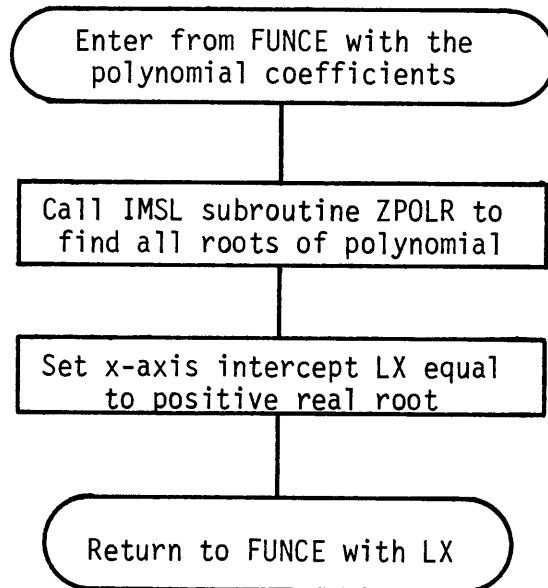 Enter from FUNCE with the
polynomial coefficients
Call IMSL subroutine ZPOLR to
find all roots of polynomial
Set x-axis intercept LX equal
to positive real root
Return to FUNCE with LX